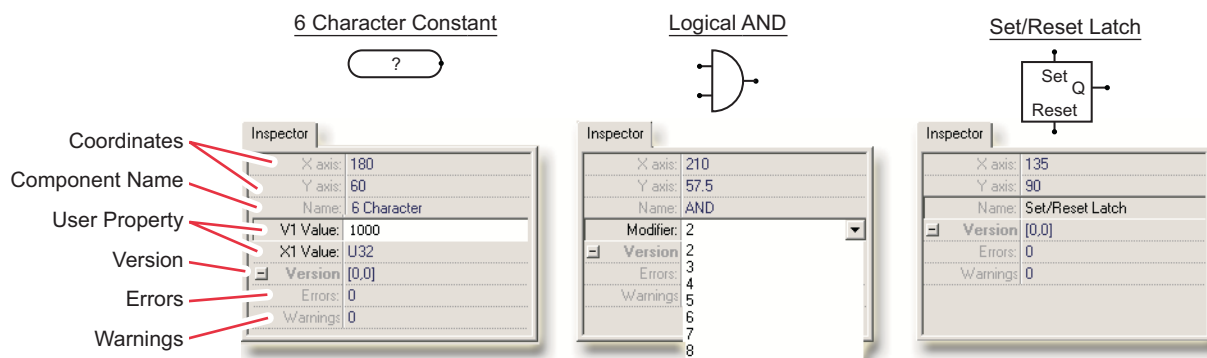 6 Character Constant
Logical AND
Set/Reset Latch
?
Set
Q
Reset
Coordinates
Component Name
User Property
Version
Errors
Warnings
Inspector
X axis: 180
Y axis: 60
Name: 6 Character
V1 Value: 1000
X1 Value: U32
Version [0,0]
Errors: 0
Warnings 0
Inspector
X axis: 210
Y axis: 57.5
Name: AND
Modifier: 2
Version 2
3
Errors:
4
Warnings
5
6
7
8
Inspector
X axis: 135
Y axis: 90
Name: Set/Reset Latch
Version [0,0]
Errors: 0
Warnings 0